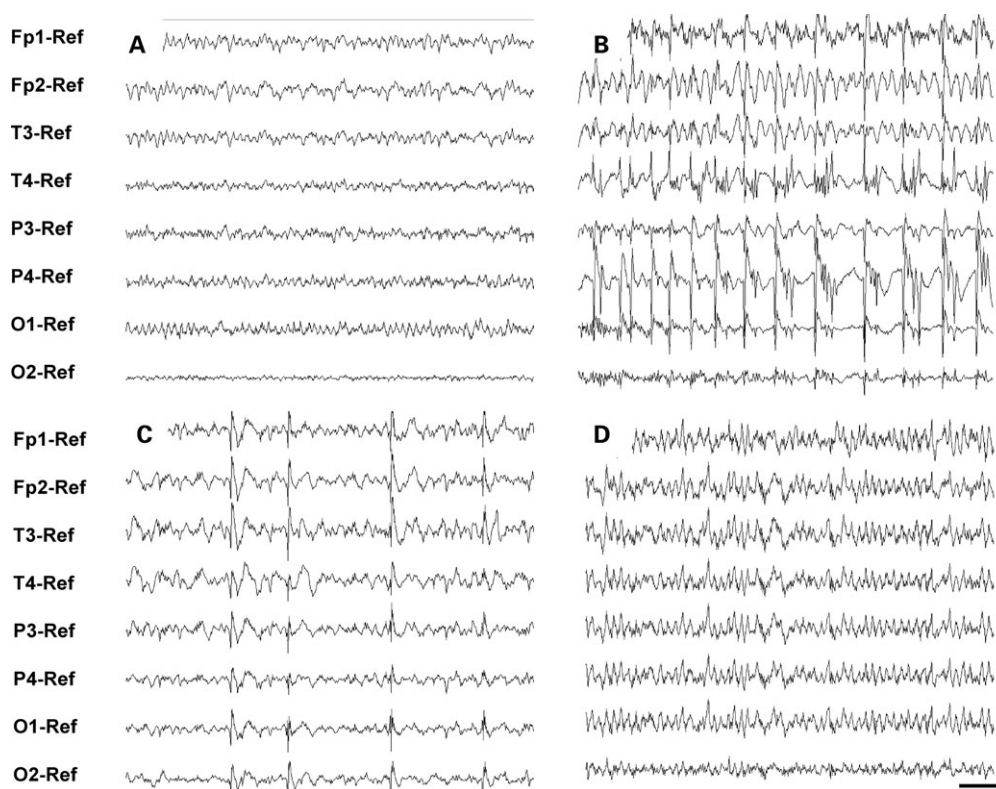 Fp1-Ref A B
Fp2-Ref
T3-Ref
T4-Ref
P3-Ref
P4-Ref
O1-Ref
O2-Ref
Fp1-Ref C D
Fp2-Ref
T3-Ref
T4-Ref
P3-Ref
P4-Ref
O1-Ref
O2-Ref